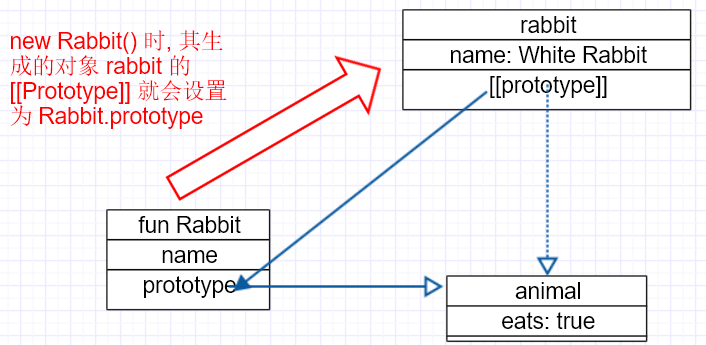 new Rabbit() 时, 其生
成的对象 rabbit 的
[[Prototype]] 就会设置
为 Rabbit.prototype
rabbit
name: White Rabbit
[[prototype]]
fun Rabbit
name
prototype
animal
eats: true